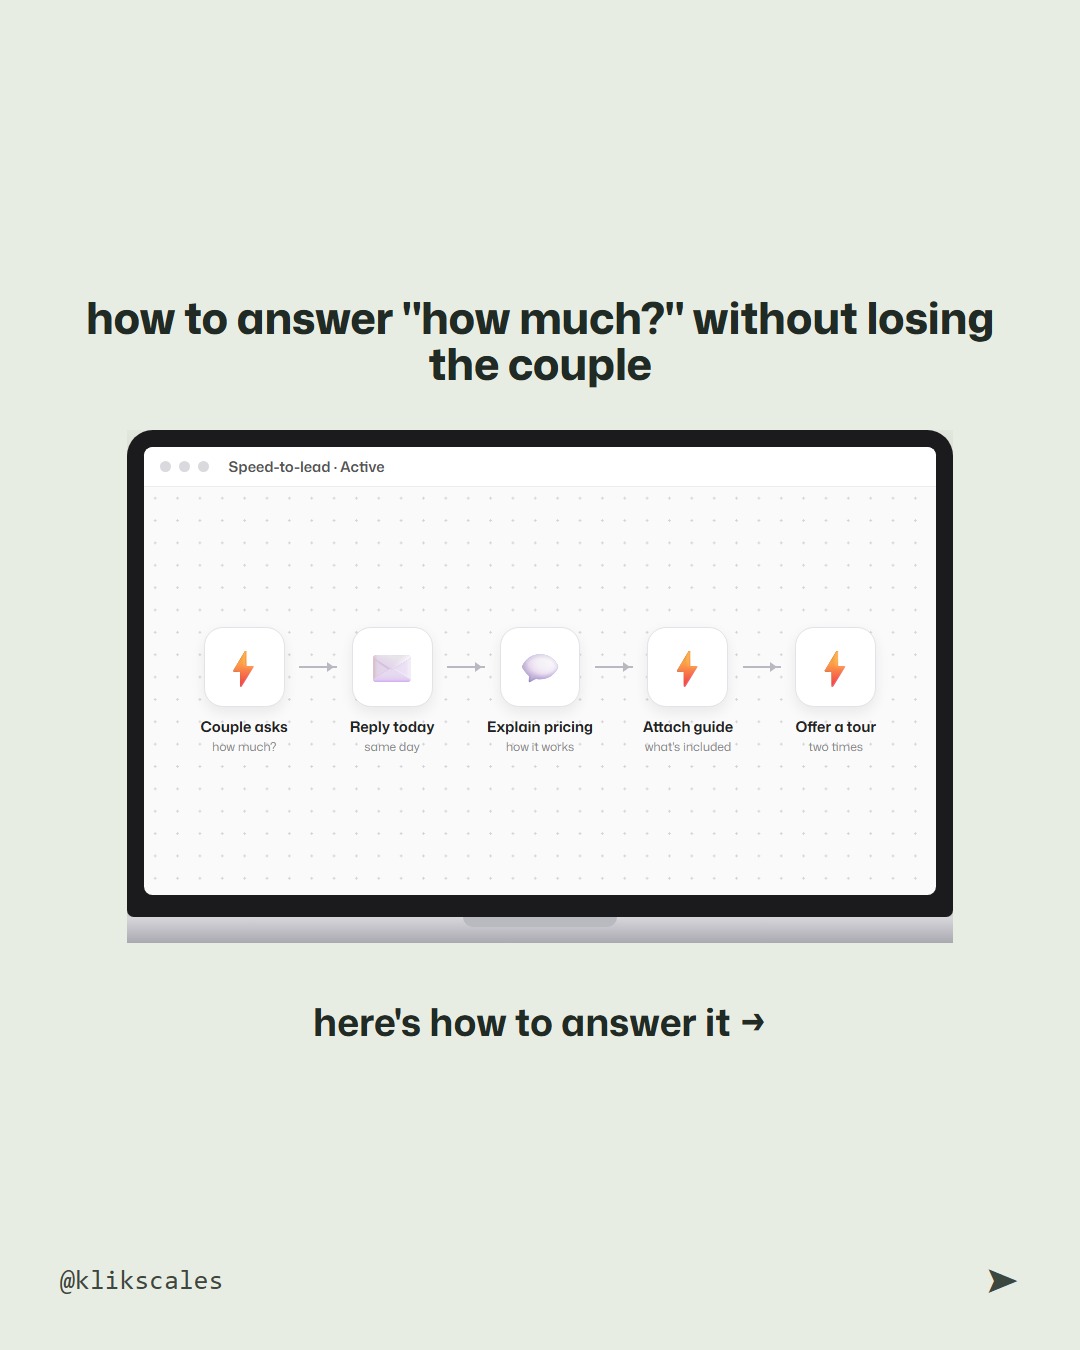 how to answer "how much?" without losing
the couple
Speed-to-lead · Active
Couple asks
how much?
Reply today
same day
Explain pricing
how it works
Attach guide
what's included
Offer a tour
two times
here's how to answer it →
@klikscales